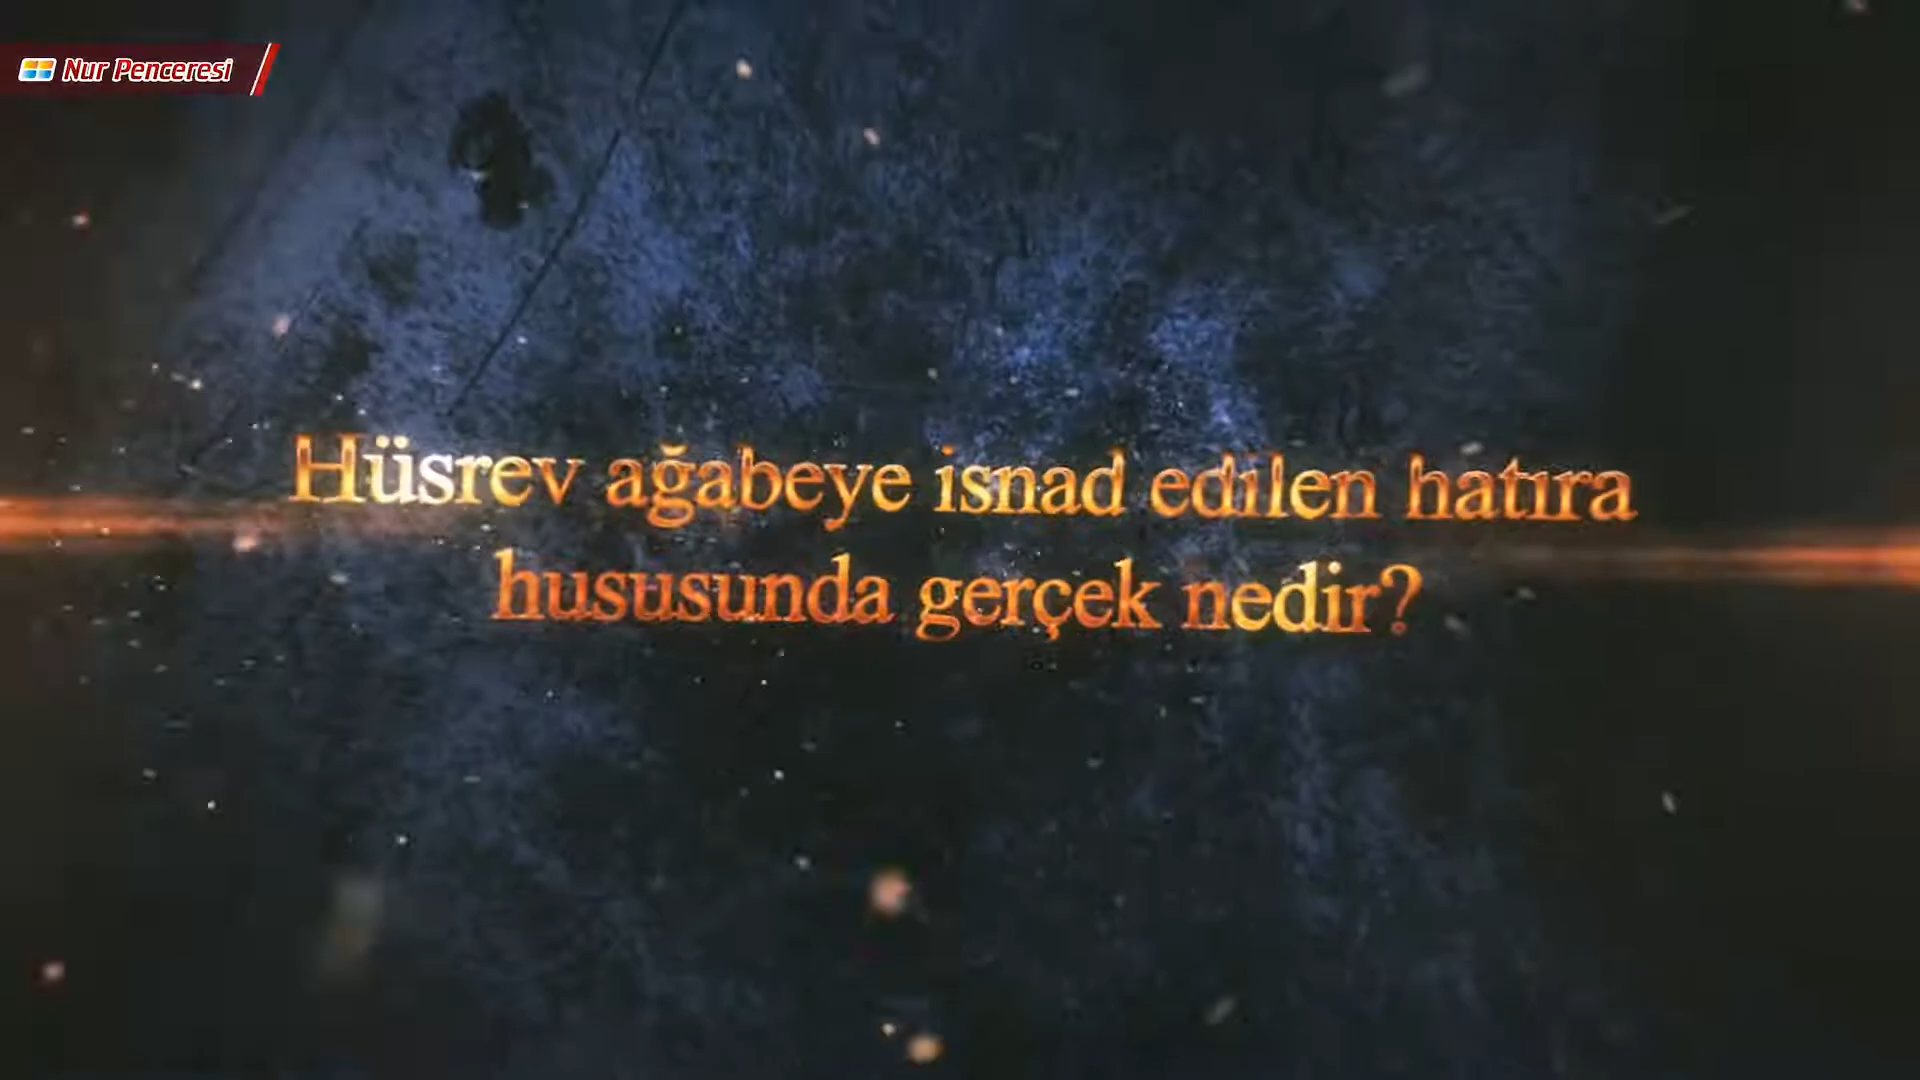 Nur Penceresi
Hüsrev ağabeye isnad edilen hatıra
hususunda gerçek nedir?